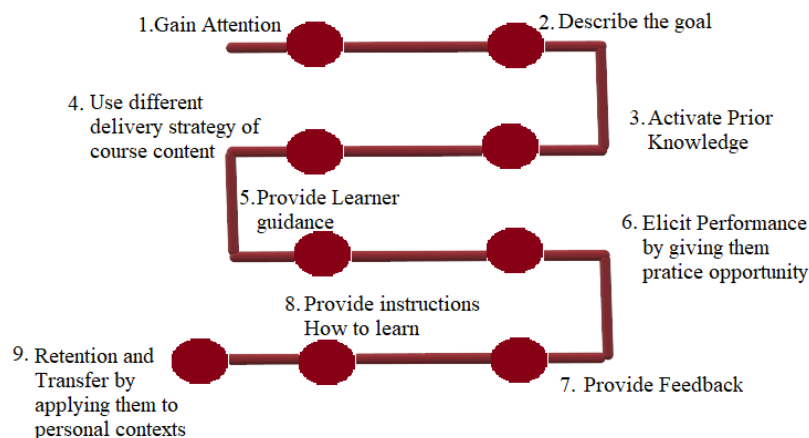 1.Gain Attention
2. Describe the goal
3. Activate Prior
Knowledge
4. Use different
delivery strategy of
course content
5.Provide Learner
guidance
6. Elicit Performance
by giving them
pratice opportunity
7. Provide Feedback
8. Provide instructions
How to learn
9. Retention and
Transfer by
applying them to
personal contexts